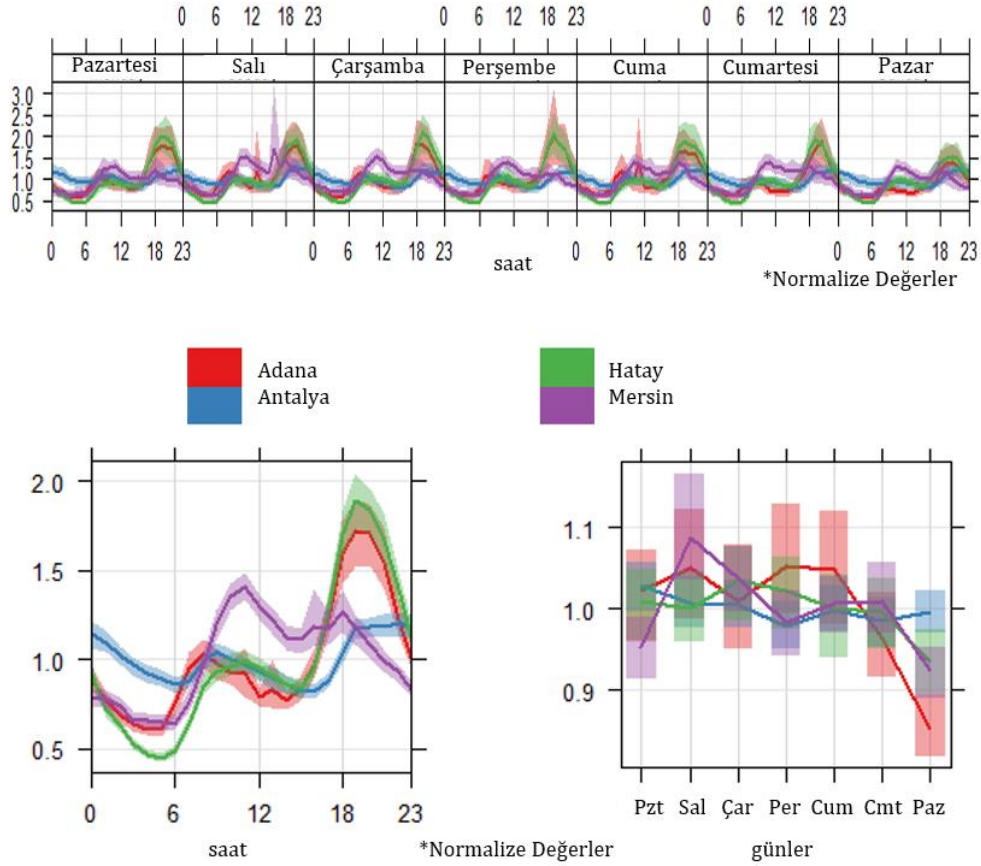 0 6 12 18 23 0 6 12 18 23 0 6 12 18 23
Pazartesi Salı Çarşamba Perşembe Cuma Cumartesi Pazar
3.0
2.5
2.0
1.5
1.0
0.5
0 6 12 18 23 0 6 12 18 23 0 6 12 18 23 0 6 12 18 23
saat
*Normalize Değerler
Adana Hatay
Antalya Mersin
2.0
1.5
1.0
0.5
0 6 12 18 23
saat
*Normalize Değerler
1.1
1.0
0.9
Pzt Sal Çar Per Cum Cmt Paz
günler